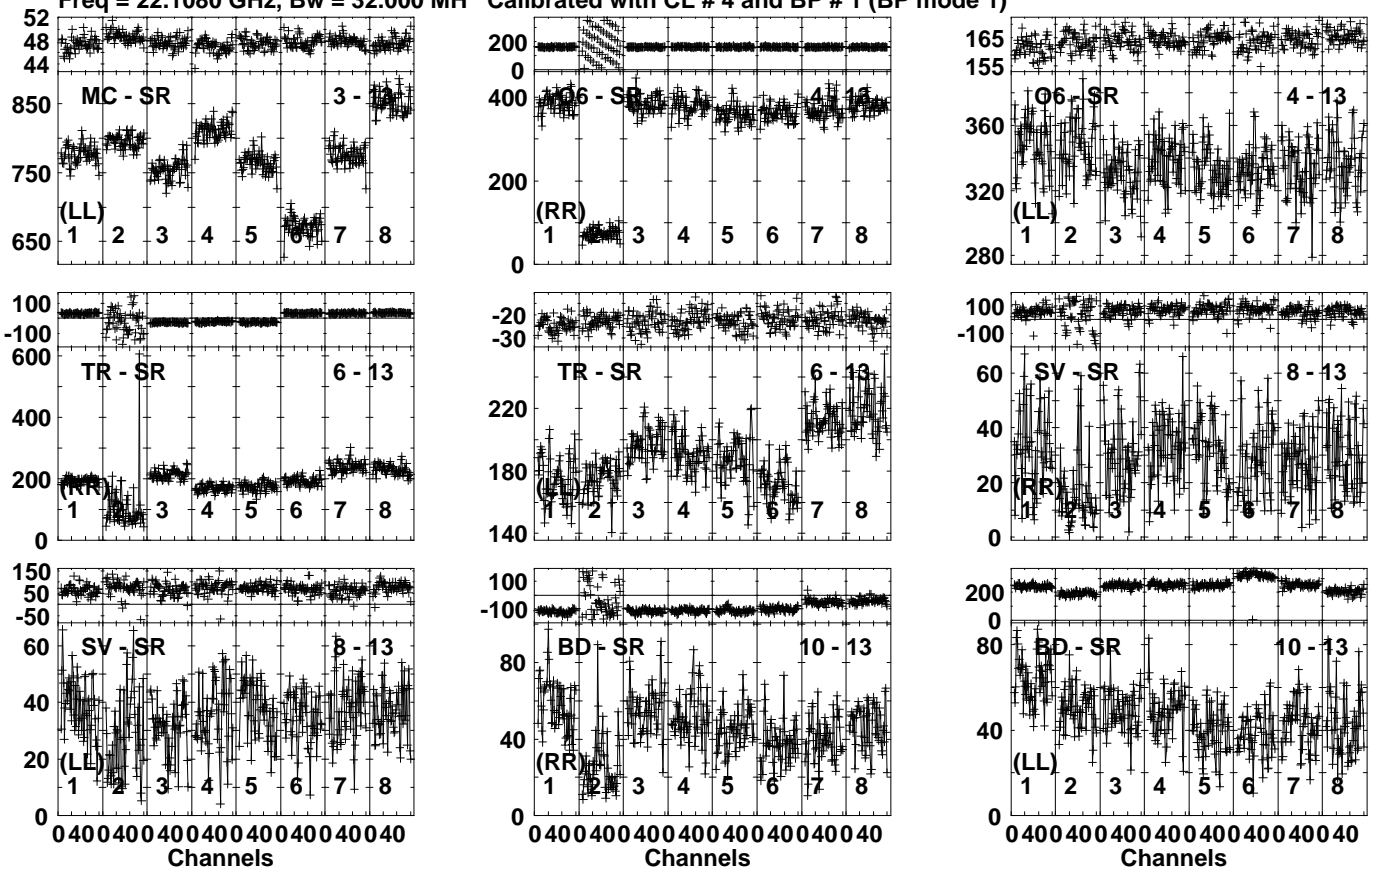 Freq = 22.1080 GHz, Bw = 32.000 MH Calibrated with CL # 4 and BP # 1 (BP mode 1)
52
48
44
MC - SR 3 - 13
850
750
650
(LL)
1 2 3 4 5 6 7 8
200
0
O6 - SR 4 - 13
400
200
0
(RR)
1 2 3 4 5 6 7 8
165
155
O6 - SR 4 - 13
360
320
280
(LL)
1 2 3 4 5 6 7 8
100
-100
TR - SR 6 - 13
600
400
200
0
(RR)
1 2 3 4 5 6 7 8
-20
-30
TR - SR 6 - 13
220
180
140
(LL)
1 2 3 4 5 6 7 8
100
-100
SV - SR 8 - 13
60
40
20
0
(RR)
1 2 3 4 5 6 7 8
150
50
-50
SV - SR 8 - 13
60
40
20
0
(LL)
1 2 3 4 5 6 7 8
0 40 0 40 0 40 0 40 0 40 0 40 0 40 0 40
Channels
100
-100
BD - SR 10 - 13
80
40
0
(RR)
1 2 3 4 5 6 7 8
0 40 0 40 0 40 0 40 0 40 0 40 0 40 0 40
Channels
200
0
BD - SR 10 - 13
80
40
0
(LL)
1 2 3 4 5 6 7 8
0 40 0 40 0 40 0 40 0 40 0 40 0 40 0 40
Channels